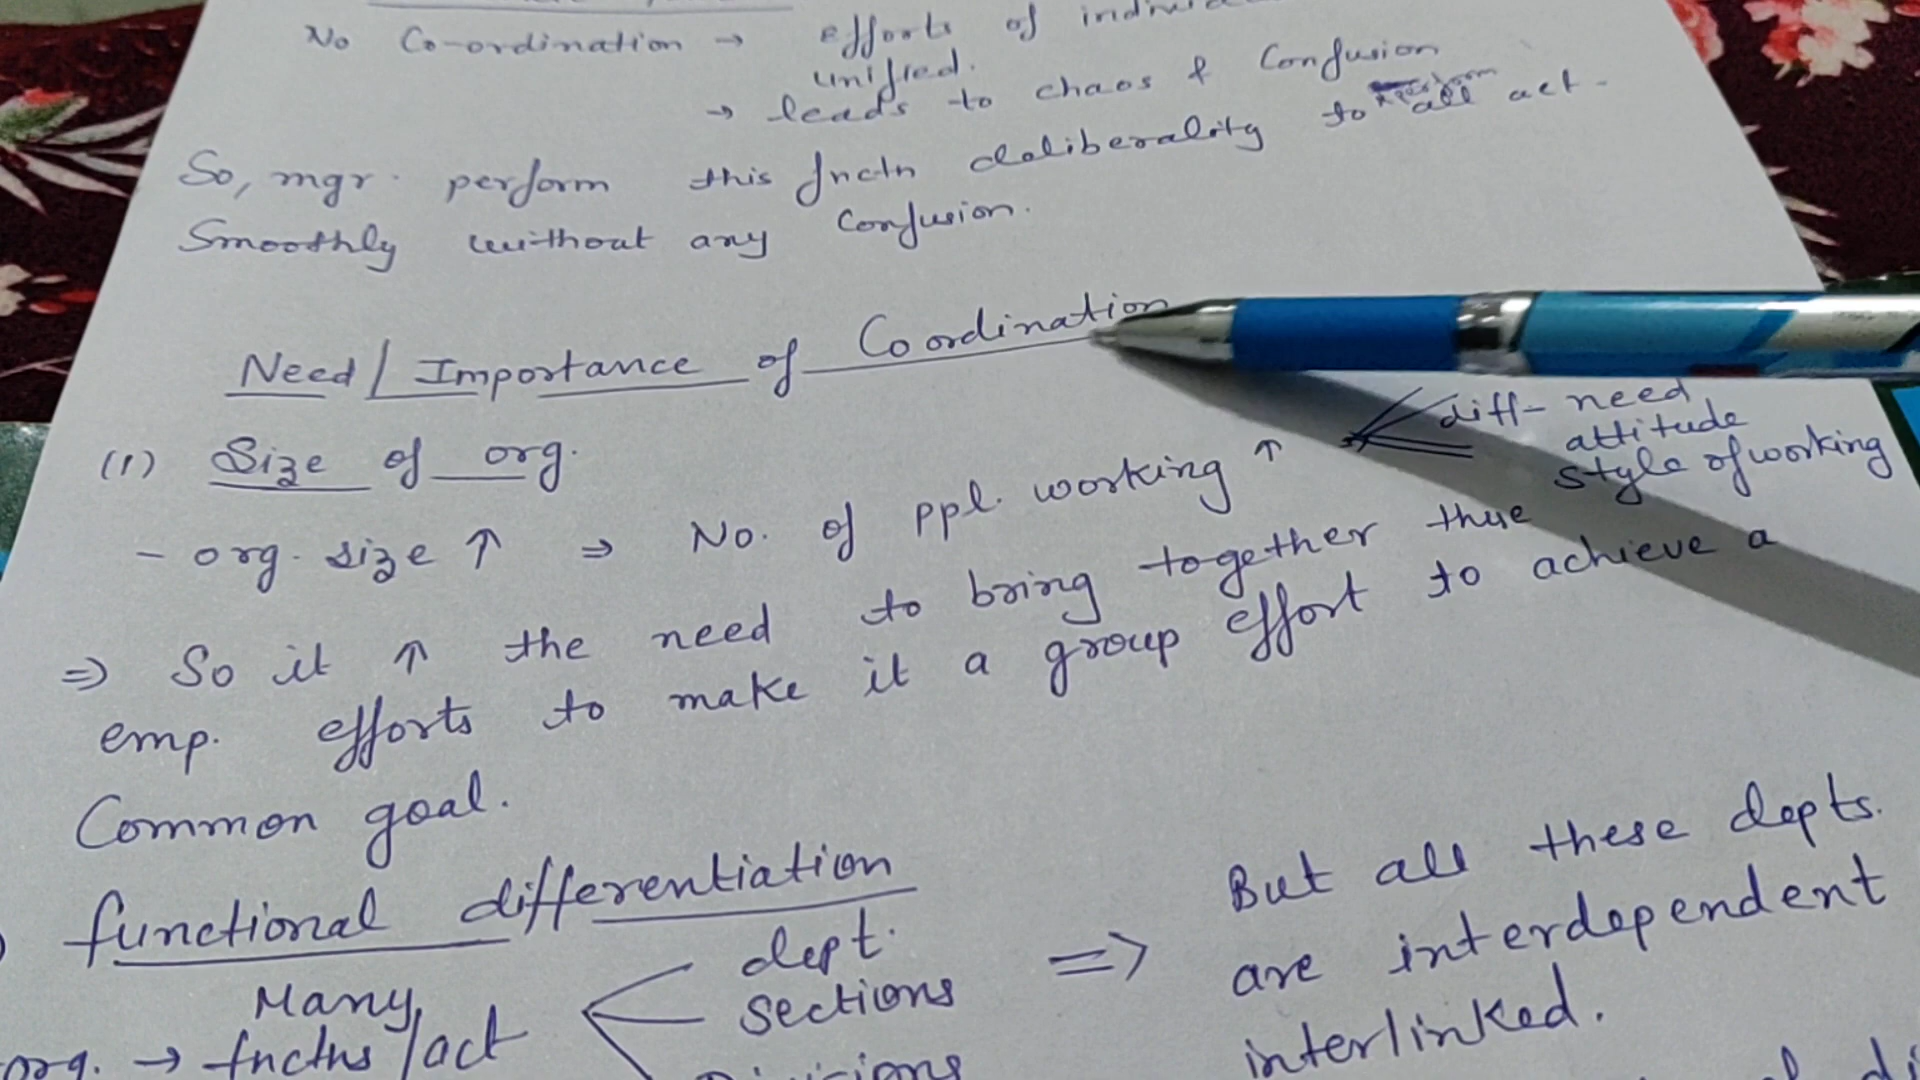 No Co-ordination → efforts of
unified.
→ leads to chaos & Confusion
So, mgr. perform this fnctn daliberality to all act.
Smoothly without any Confusion.
Need/Importance of Coordination
(1) Size of org.
- org. size ↑ ⇒ No. of ppl. working ↑
diff- need
attitude
style of working
⇒ So it ↑ the need to bring together thue
emp. efforts to make it a group effort to achieve a
Common goal.
functional differentiation
Many
org. → fnctns/act
dept.
sections
⇒ But all these depts.
are interdependent
interlinked.